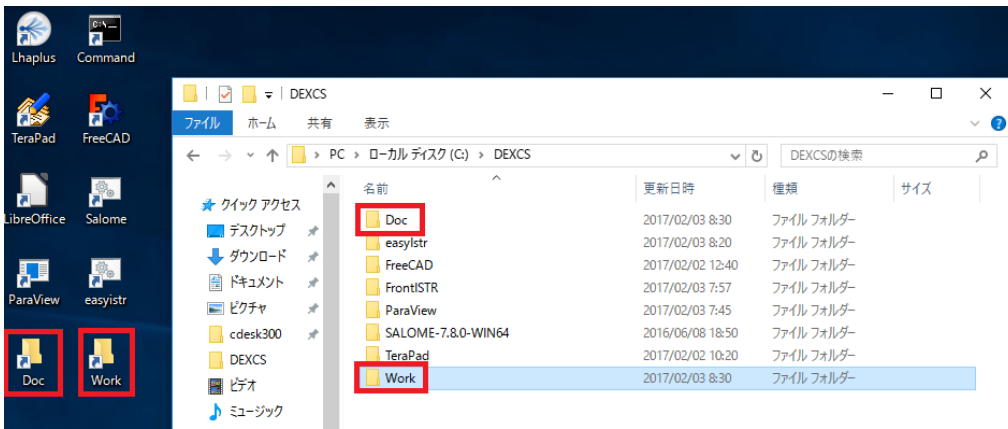 Lhaplus
Command
TeraPad
FreeCAD
LibreOffice
Salome
ParaView
easyistr
Doc
Work
DEXCS
ファイル
ホーム
共有
表示
PC > ローカル ディスク (C:) > DEXCS
DEXCSの検索
クイック アクセス
デスクトップ
ダウンロード
ドキュメント
ピクチャ
cdesk300
DEXCS
ビデオ
ミュージック
名前 更新日時 種類 サイズ
Doc 2017/02/03 8:30 ファイル フォルダー
easyIstr 2017/02/03 8:20 ファイル フォルダー
FreeCAD 2017/02/02 12:40 ファイル フォルダー
FrontISTR 2017/02/03 7:57 ファイル フォルダー
ParaView 2017/02/03 7:45 ファイル フォルダー
SALOME-7.8.0-WIN64 2016/06/08 18:50 ファイル フォルダー
TeraPad 2017/02/02 10:20 ファイル フォルダー
Work 2017/02/03 8:30 ファイル フォルダー